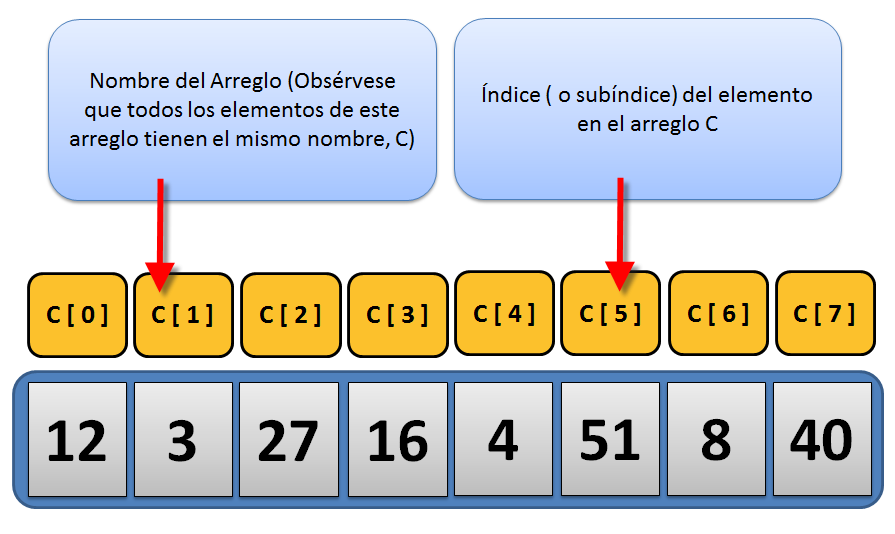 Nombre del Arreglo (Obsérvese
que todos los elementos de este
arreglo tienen el mismo nombre, C)
Índice ( o subíndice) del elemento
en el arreglo C
C [ 0 ] C [ 1 ] C [ 2 ] C [ 3 ] C [ 4 ] C [ 5 ] C [ 6 ] C [ 7 ]
12 3 27 16 4 51 8 40